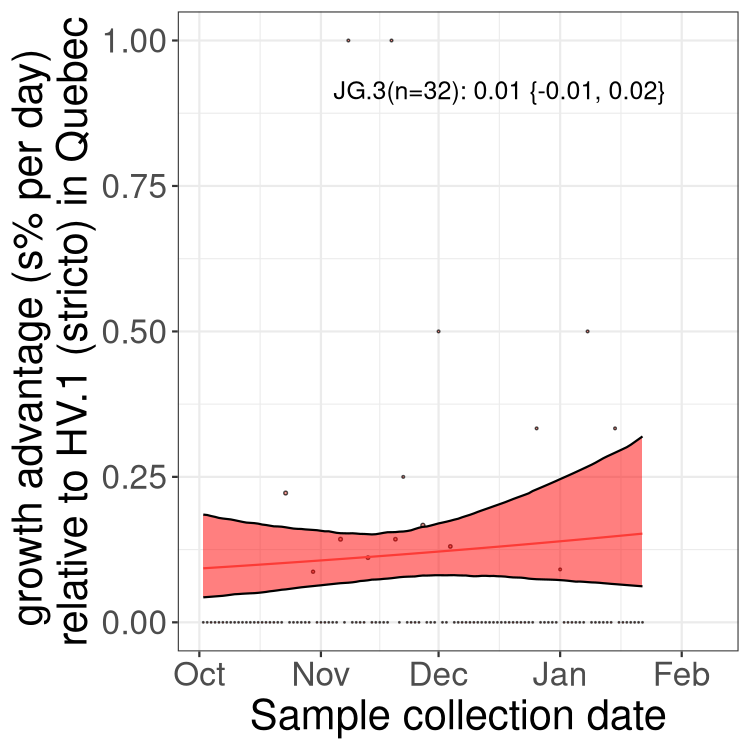 growth advantage (s% per day)
relative to HV.1 (stricto) in Quebec
1.00
0.75
0.50
0.25
0.00
JG.3(n=32): 0.01 {-0.01, 0.02}
Oct Nov Dec Jan Feb
Sample collection date